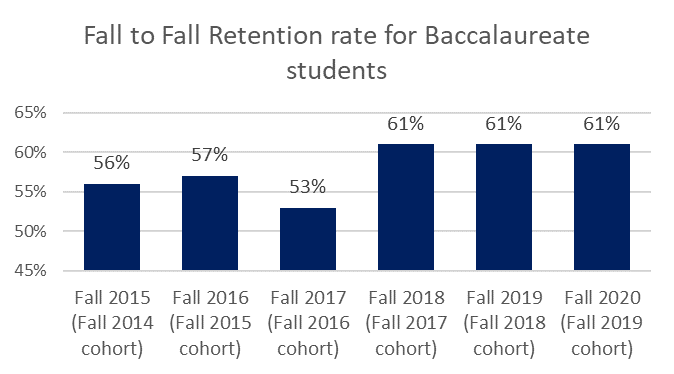 Fall to Fall Retention rate for Baccalaureate
students
65%
60%
55%
50%
45%
56%
57%
53%
61%
61%
61%
Fall 2015
(Fall 2014
cohort)
Fall 2016
(Fall 2015
cohort)
Fall 2017
(Fall 2016
cohort)
Fall 2018
(Fall 2017
cohort)
Fall 2019
(Fall 2018
cohort)
Fall 2020
(Fall 2019
cohort)